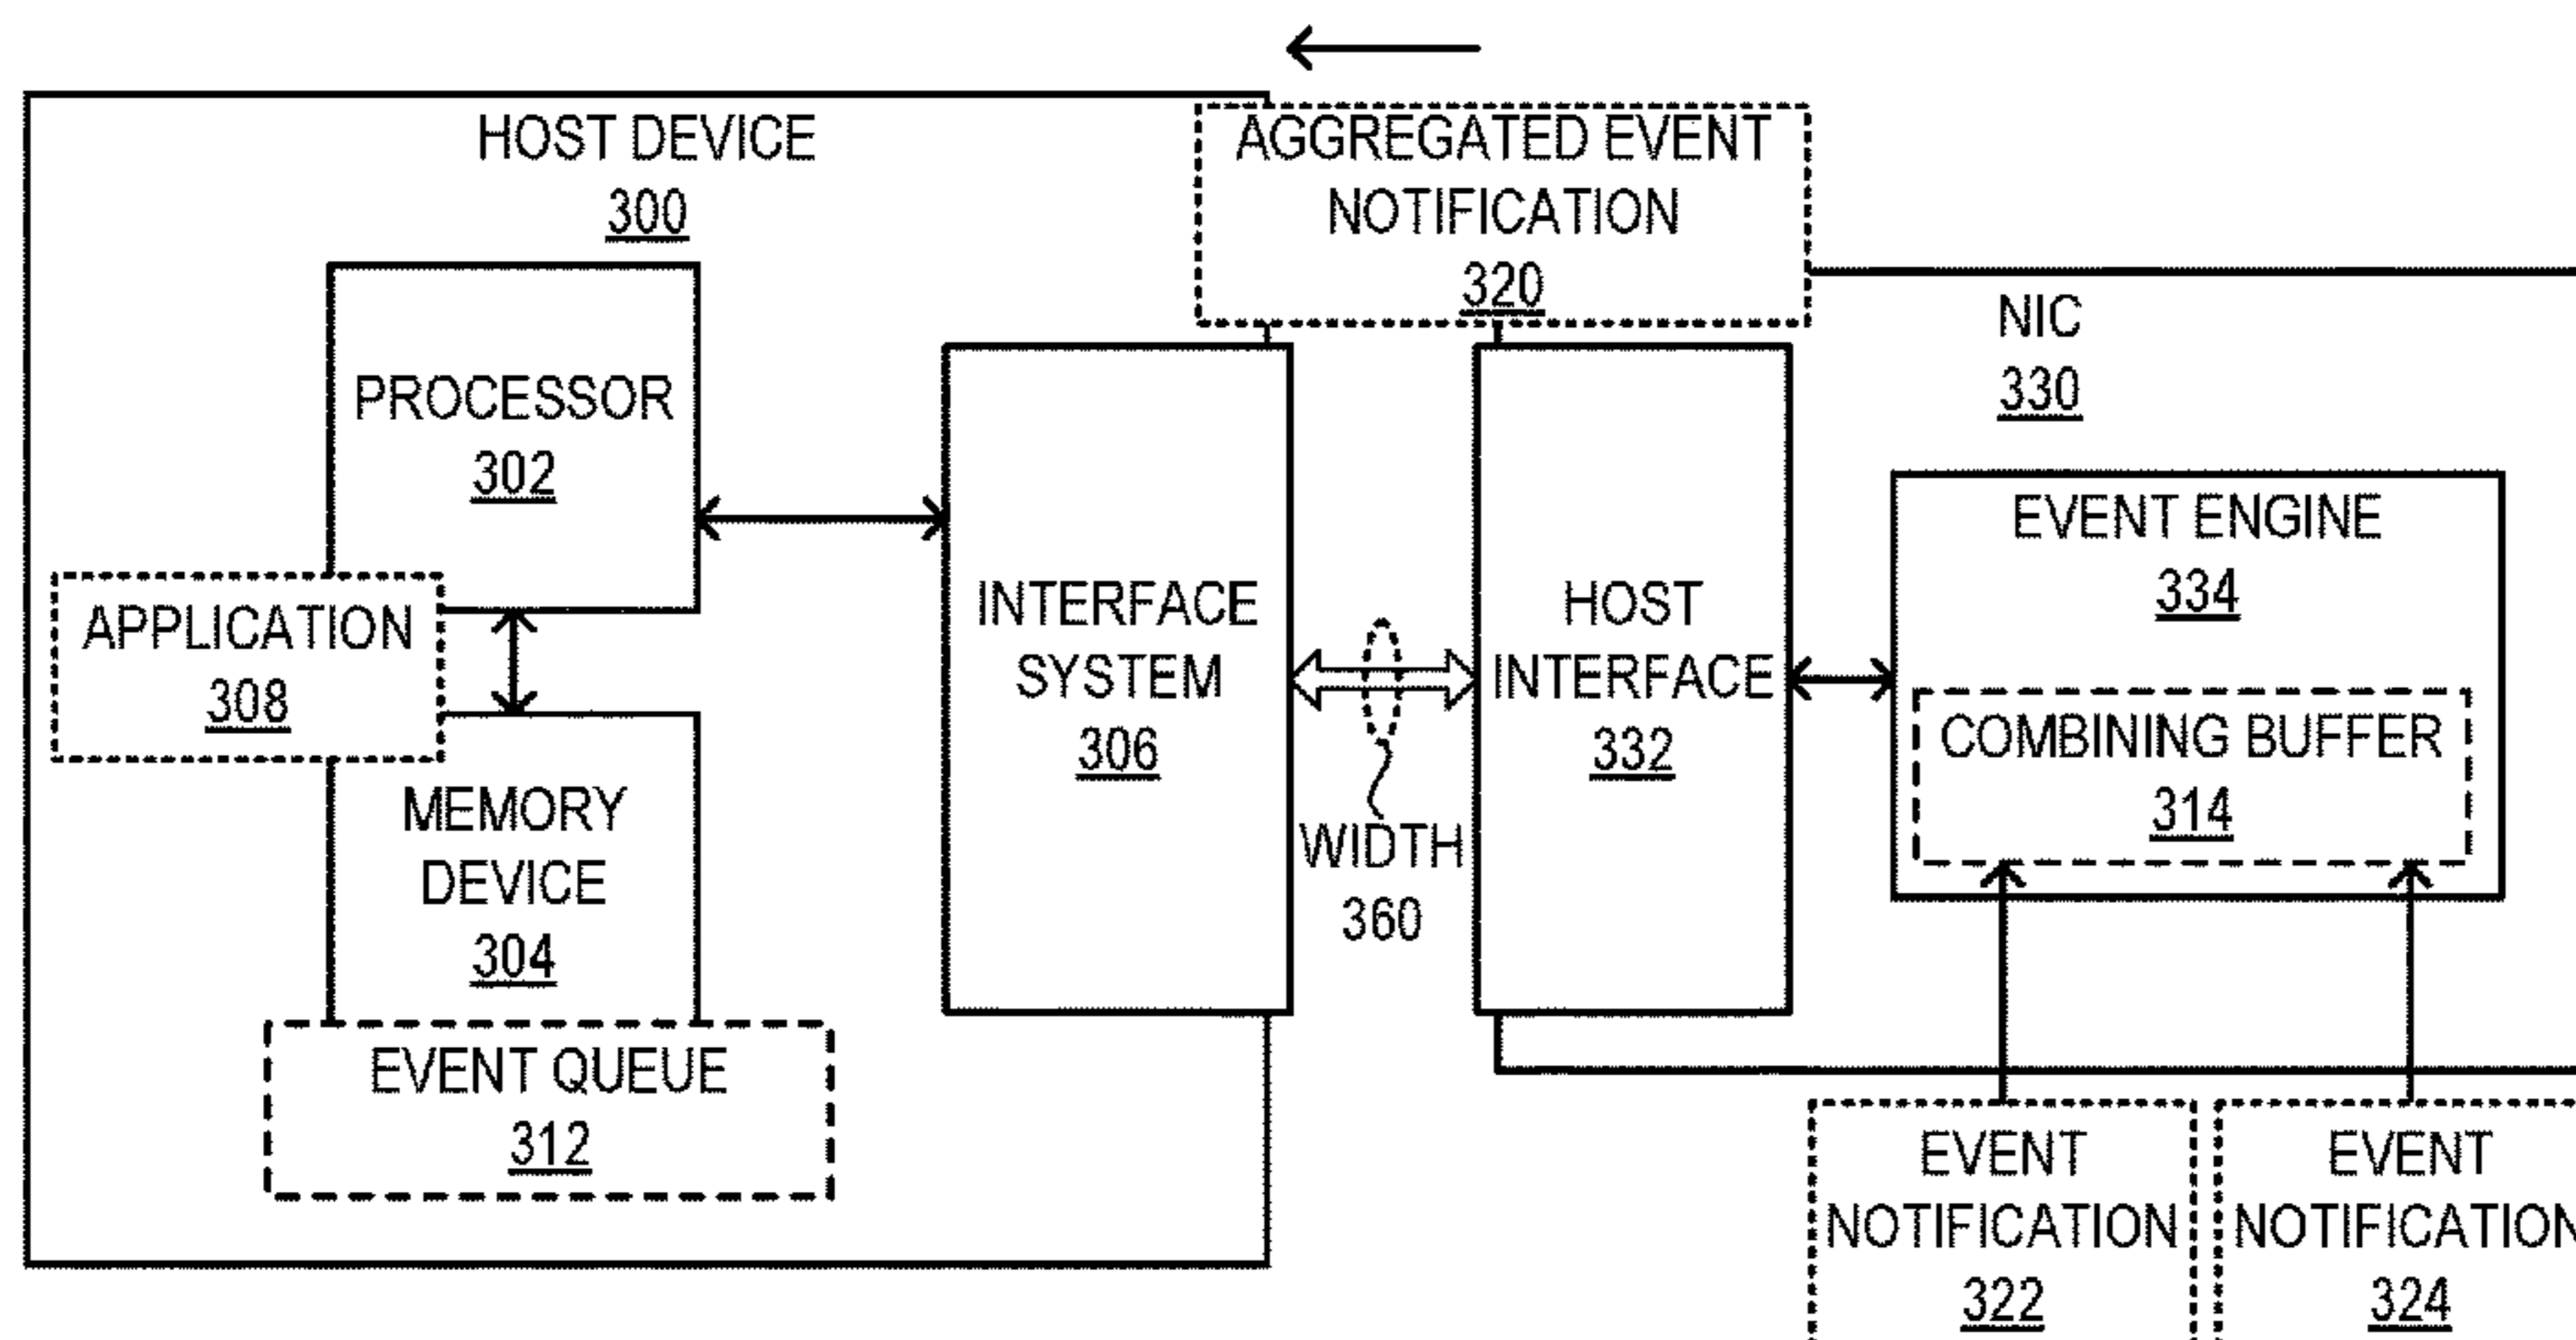 HOST DEVICE
300
AGGREGATED EVENT
NOTIFICATION
320
NIC
330
PROCESSOR
302
APPLICATION
308
MEMORY
DEVICE
304
EVENT QUEUE
312
INTERFACE
SYSTEM
306
WIDTH
360
HOST
INTERFACE
332
EVENT ENGINE
334
COMBINING BUFFER
314
EVENT
NOTIFICATION
322
EVENT
NOTIFICATION
324